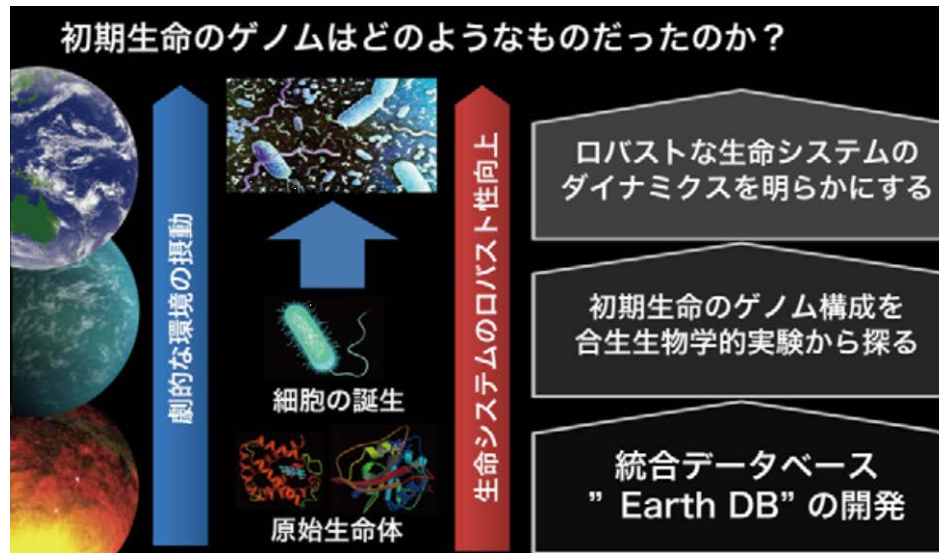 初期生命のゲノムはどのようなものだったのか？
劇的な環境の摂動
細胞の誕生
原始生命体
生命システムのロバスト性向上
ロバストな生命システムの
ダイナミクスを明らかにする
初期生命のゲノム構成を
合生生物学的実験から探る
統合データベース
” Earth DB” の開発